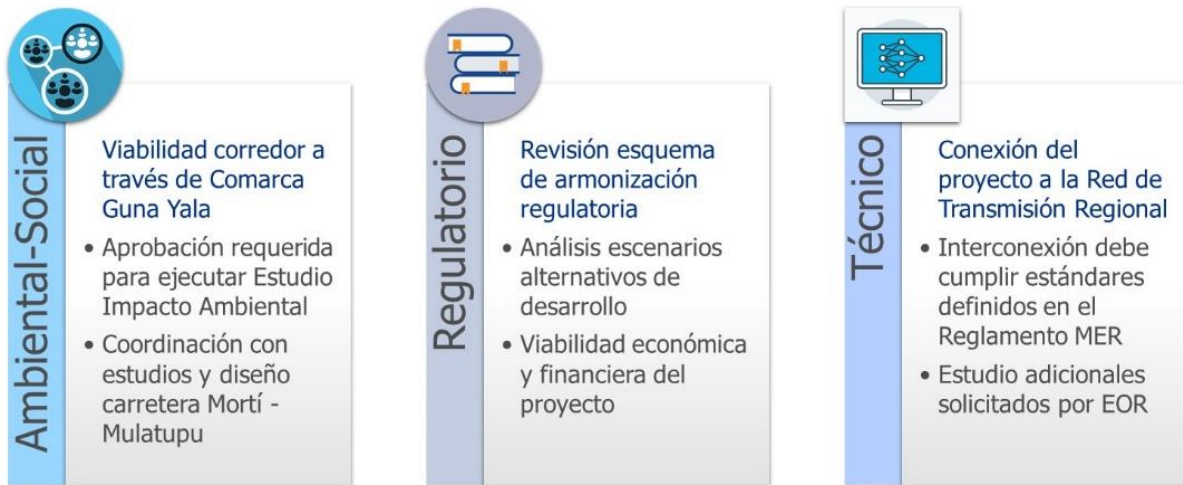 Ambiental-Social
Viabilidad corredor a
través de Comarca
Guna Yala
• Aprobación requerida
para ejecutar Estudio
Impacto Ambiental
• Coordinación con
estudios y diseño
carretera Mortí -
Mulatupu
Regulatorio
Revisión esquema
de armonización
regulatoria
• Análisis escenarios
alternativos de
desarrollo
• Viabilidad económica
y financiera del
proyecto
Técnico
Conexión del
proyecto a la Red de
Transmisión Regional
• Interconexión debe
cumplir estándares
definidos en el
Reglamento MER
• Estudio adicionales
solicitados por EOR